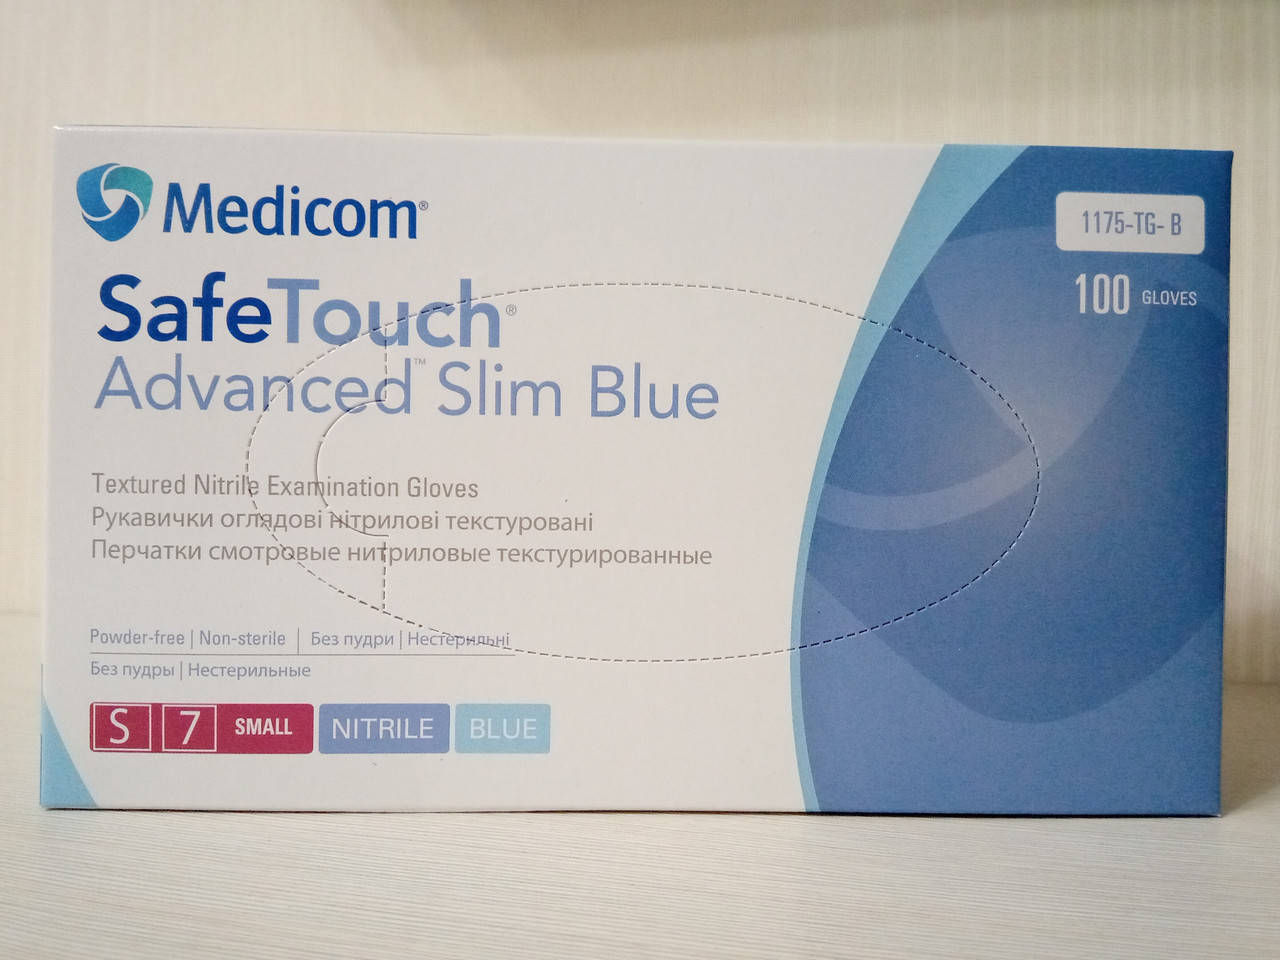 Medicom®
SafeTouch®
Advanced™ Slim Blue
Textured Nitrile Examination Gloves
Рукавички оглядові нітрилові текстуровані
Перчатки смотровые нитриловые текстурированные
Powder-free | Non-sterile | Без пудри | Нестерильні
Без пудры | Нестерильные
S 7 SMALL NITRILE BLUE
1175-TG- B
100 GLOVES